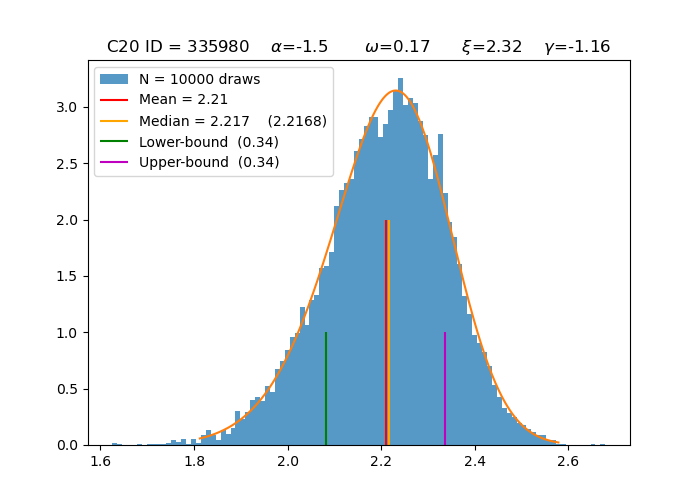 C20 ID = 335980 α=-1.5 ω=0.17 ξ=2.32 γ=-1.16
N = 10000 draws
Mean = 2.21
Median = 2.217 (2.2168)
Lower-bound (0.34)
Upper-bound (0.34)
3.0
2.5
2.0
1.5
1.0
0.5
0.0
1.6 1.8 2.0 2.2 2.4 2.6